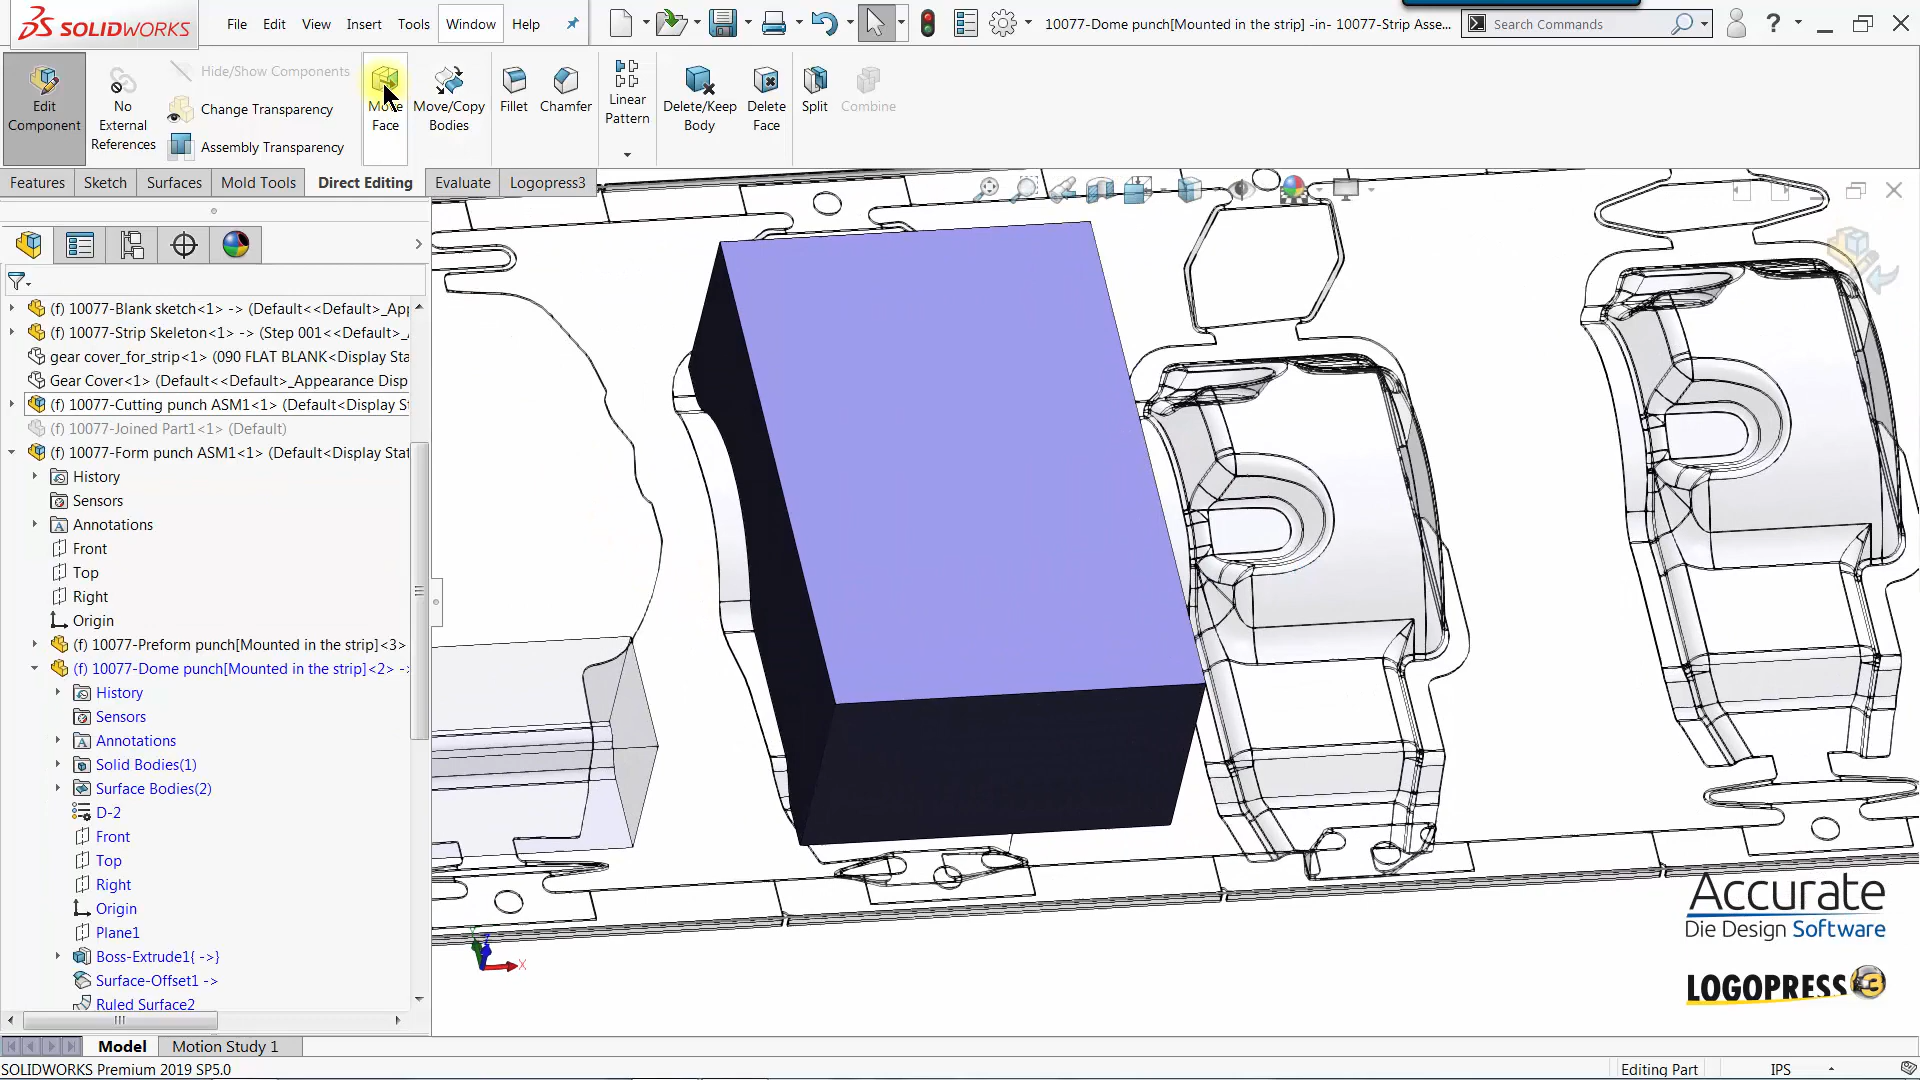 SOLIDWORKS
File Edit View Insert Tools Window Help
10077-Dome punch[Mounted in the strip] -in- 10077-Strip Asse...
Search Commands
Edit Component
No External References
Hide/Show Components
Change Transparency
Assembly Transparency
Move Face
Move/Copy Bodies
Fillet
Chamfer
Linear Pattern
Delete/Keep Body
Delete Face
Split
Combine
Features Sketch Surfaces Mold Tools Direct Editing Evaluate Logopress3
(f) 10077-Blank sketch<1> -> (Default<<Default>_App
(f) 10077-Strip Skeleton<1> -> (Step 001<<Default>_
gear cover_for_strip<1> (090 FLAT BLANK<Display Sta
Gear Cover<1> (Default<<Default>_Appearance Disp
(f) 10077-Cutting punch ASM1<1> (Default<Display St
(f) 10077-Joined Part1<1> (Default)
(f) 10077-Form punch ASM1<1> (Default<Display Stat
History
Sensors
Annotations
Front
Top
Right
Origin
(f) 10077-Preform punch[Mounted in the strip]<3>
(f) 10077-Dome punch[Mounted in the strip]<2> ->
History
Sensors
Annotations
Solid Bodies(1)
Surface Bodies(2)
D-2
Front
Top
Right
Origin
Plane1
Boss-Extrude1{ ->}
Surface-Offset1 ->
Ruled Surface2
X
Accurate
Die Design Software
LOGOPRESS 3
Model Motion Study 1
SOLIDWORKS Premium 2019 SP5.0
Editing Part
IPS